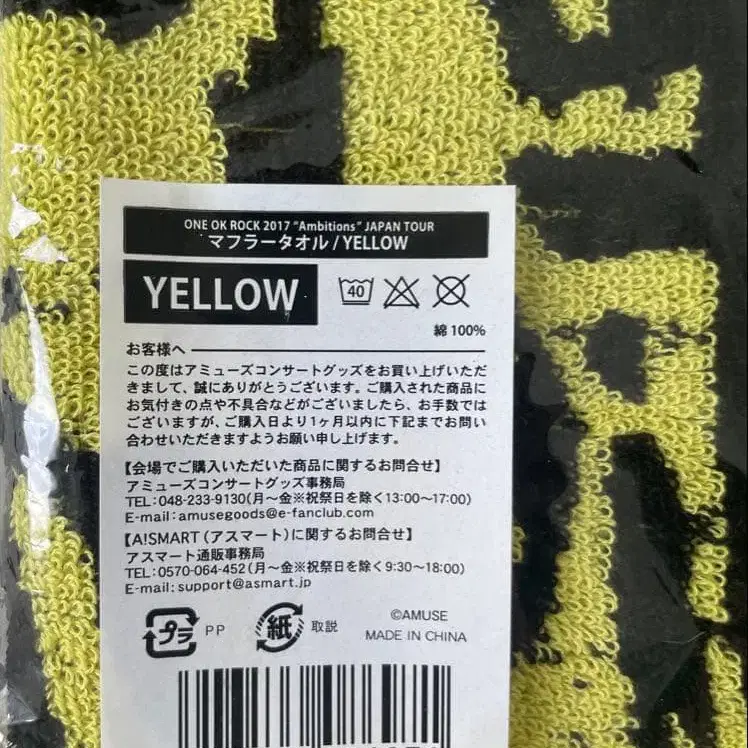 ONE OK ROCK 2017 "Ambitions" JAPAN TOUR
マフラータオル/YELLOW
YELLOW
40
綿100%
お客様へ
この度はアミューズコンサートグッズをお買い上げいただ
きまして、誠にありがとうございます。ご購入された商品に
お気付きの点や不具合などがございましたら、お手数では
ございますが、ご購入日より1ヶ月以内に下記までお問い
合わせいただきますようお願い申し上げます。
【会場でご購入いただいた商品に関するお問合せ】
アミューズコンサートグッズ事務局
TEL:048-233-9130(月〜金※祝祭日を除く13:00〜17:00)
E-mail:amusegoods@e-fanclub.com
【A!SMART(アスマート)に関するお問合せ】
アスマート通販事務局
TEL:0570-064-452(月〜金※祝祭日を除く9:30〜18:00)
E-mail:support@asmart.jp
プラ PP 紙 取説
©AMUSE
MADE IN CHINA